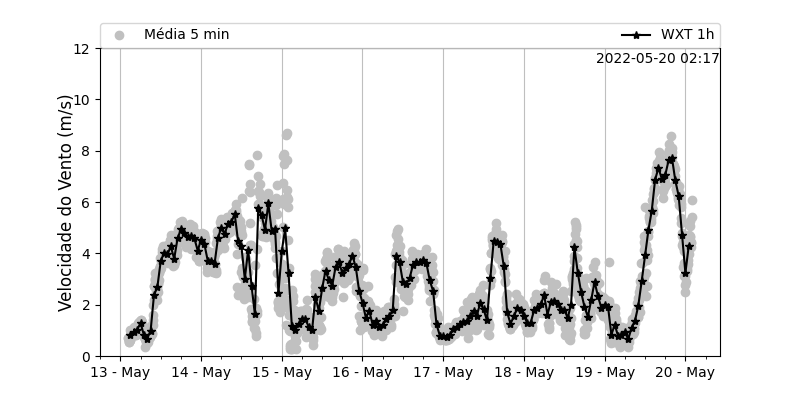 Média 5 min
WXT 1h
2022-05-20 02:17
Velocidade do Vento (m/s)
12
10
8
6
4
2
0
13 - May
14 - May
15 - May
16 - May
17 - May
18 - May
19 - May
20 - May